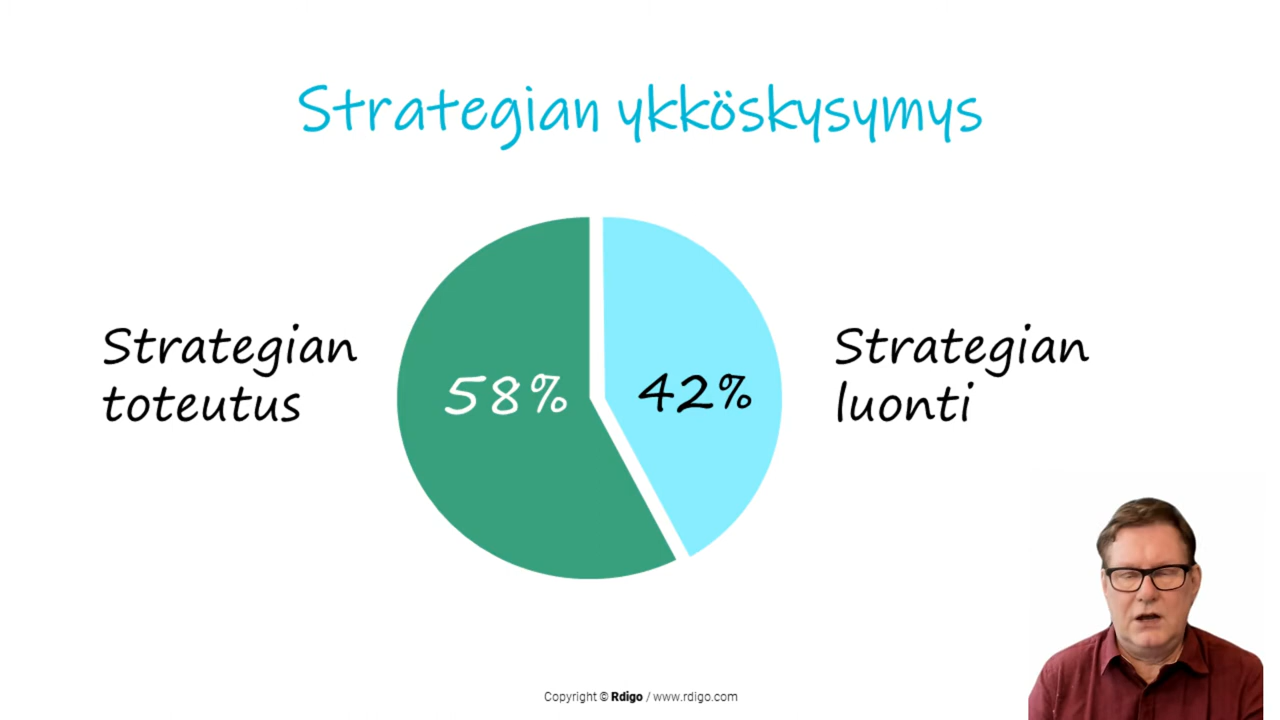 Strategian ykköskysymys
Strategian
toteutus
58%
42%
Strategian
luonti
Copyright © Rdigo / www.rdigo.com